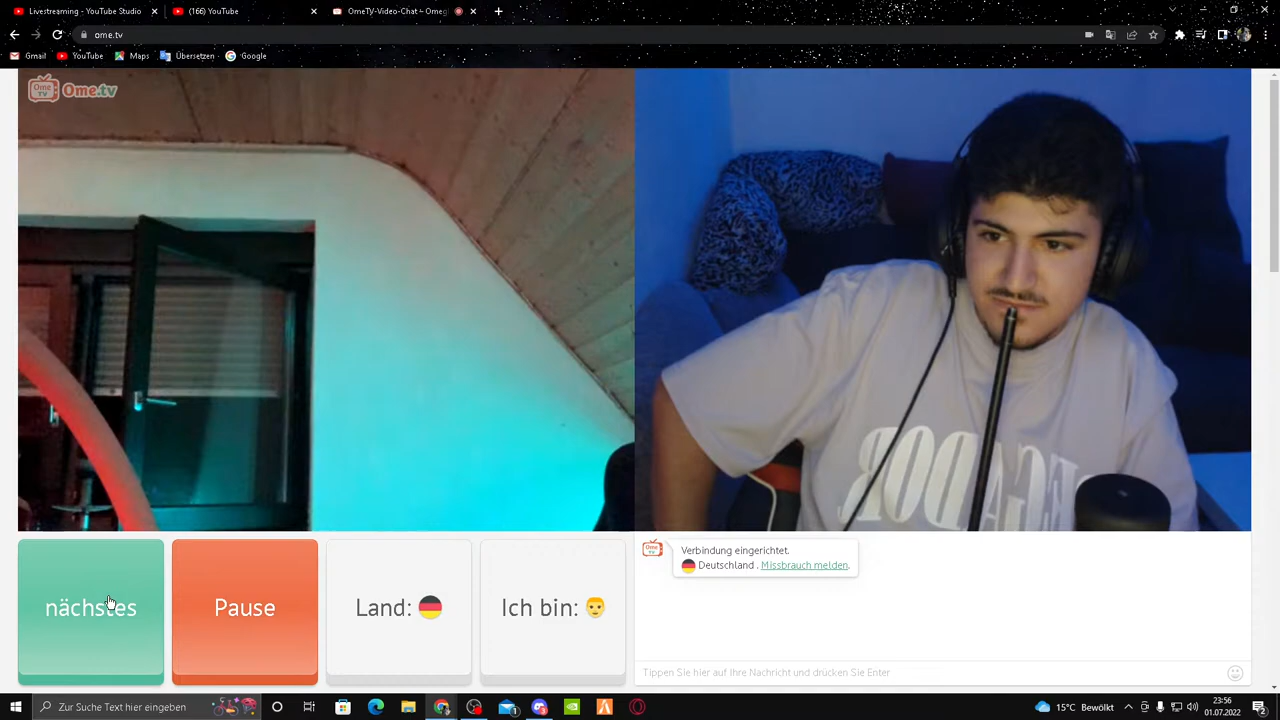 Livestreaming - YouTube Studio
(166) YouTube
OmeTV-Video-Chat – Omeg
ome.tv
Gmail
YouTube
Maps
Übersetzen
Google
Ome TV Ome.tv
nächstes
Pause
Land:
Ich bin:
Verbindung eingerichtet.
Deutschland . Missbrauch melden.
Tippen Sie hier auf Ihre Nachricht und drücken Sie Enter
Zur Suche Text hier eingeben
15°C Bewölkt
23:56
01.07.2022